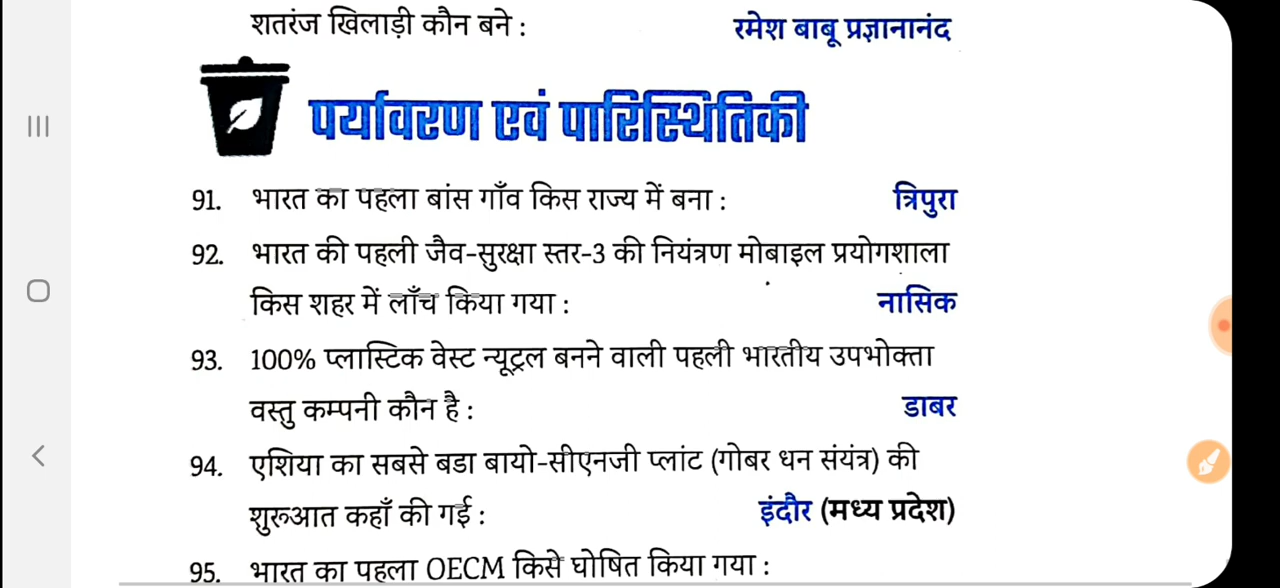 शतरंज खिलाड़ी कौन बने : रमेश बाबू प्रज्ञानानंद
पर्यावरण एवं पारिस्थितिकी
91. भारत का पहला बांस गाँव किस राज्य में बना : त्रिपुरा
92. भारत की पहली जैव-सुरक्षा स्तर-3 की नियंत्रण मोबाइल प्रयोगशाला
किस शहर में लाँच किया गया : नासिक
93. 100% प्लास्टिक वेस्ट न्यूट्रल बनने वाली पहली भारतीय उपभोक्ता
वस्तु कम्पनी कौन है : डाबर
94. एशिया का सबसे बडा बायो-सीएनजी प्लांट (गोबर धन संयंत्र) की
शुरूआत कहाँ की गई : इंदौर (मध्य प्रदेश)
95. भारत का पहला OECM किसे घोषित किया गया :